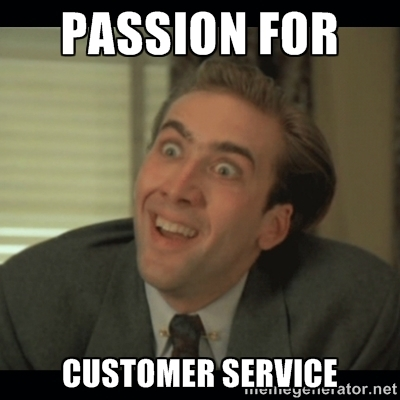 PASSION FOR
CUSTOMER SERVICE
memegenerator.net